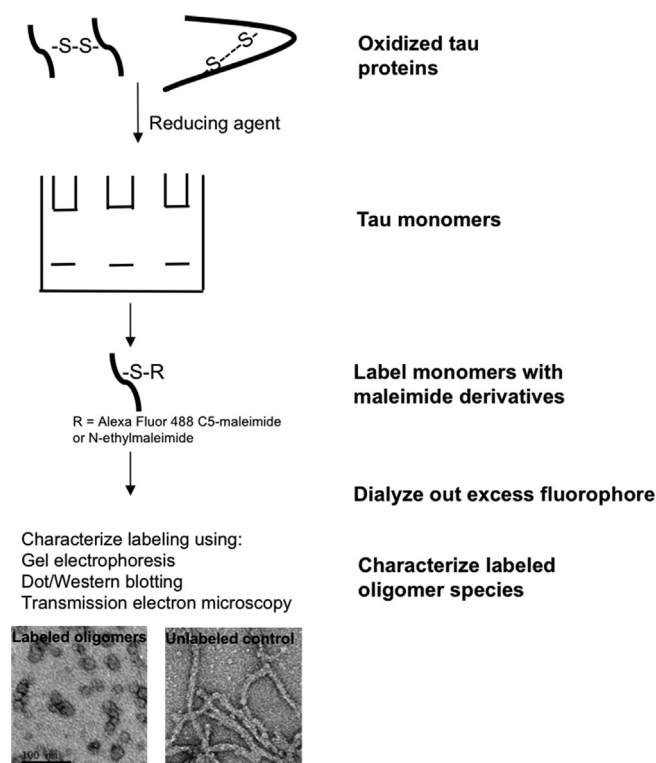 -S-S-
-S-----S-
Oxidized tau
proteins
Reducing agent
Tau monomers
-S-R
R = Alexa Fluor 488 C5-maleimide
or N-ethylmaleimide
Label monomers with
maleimide derivatives
Dialyze out excess fluorophore
Characterize labeling using:
Gel electrophoresis
Dot/Western blotting
Transmission electron microscopy
Characterize labeled
oligomer species
Labeled oligomers
Unlabeled control
100 nm